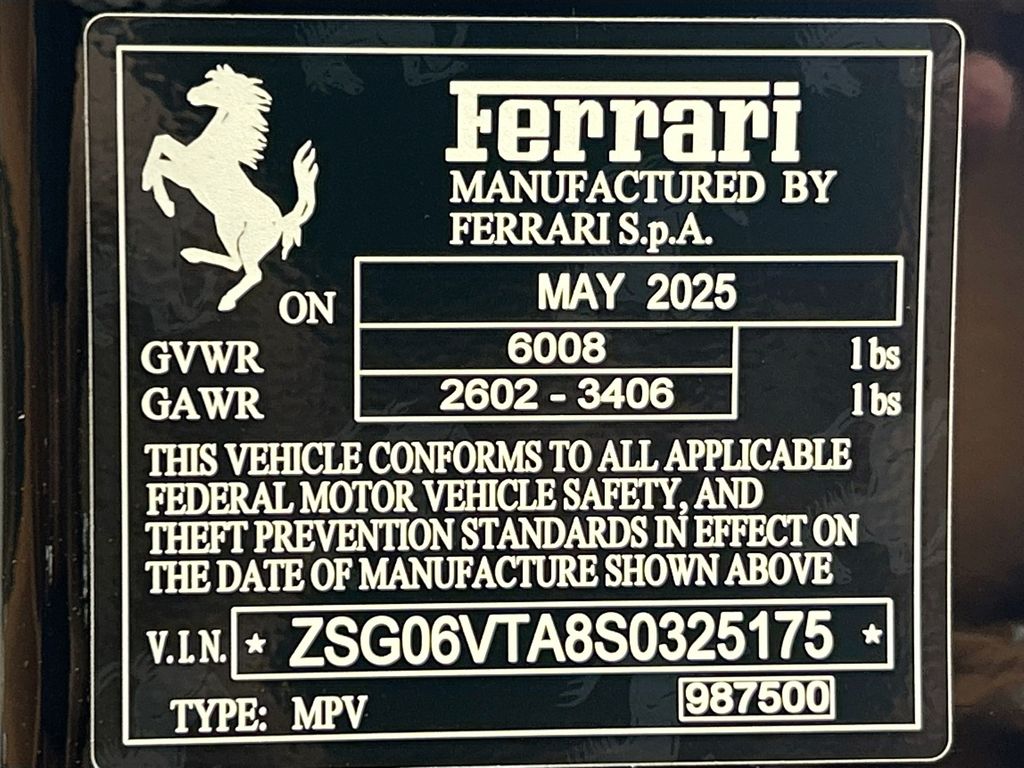 Ferrari
MANUFACTURED BY
FERRARI S.p.A.
ON MAY 2025
GVWR 6008 lbs
GAWR 2602 - 3406 lbs
THIS VEHICLE CONFORMS TO ALL APPLICABLE
FEDERAL MOTOR VEHICLE SAFETY, AND
THEFT PREVENTION STANDARDS IN EFFECT ON
THE DATE OF MANUFACTURE SHOWN ABOVE
V.I.N. * ZSG06VTA8S0325175 *
TYPE: MPV 987500